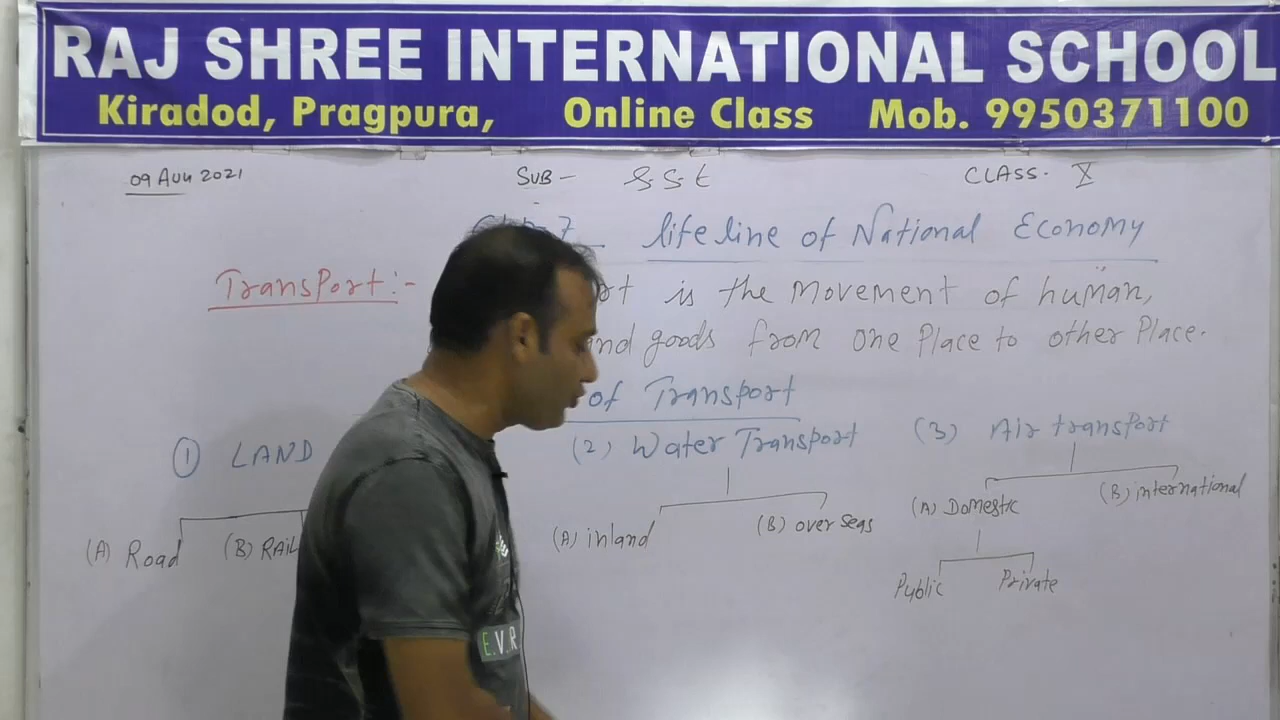 RAJ SHREE INTERNATIONAL SCHOOL
Kiradod, Pragpura, Online Class Mob. 9950371100
09 AUG 2021 SUB - S.S.t CLASS. X
life line of National Economy
Transport:- is the movement of human,
goods from one Place to other Place.
of Transport
① LAND (2) Water Transport (3) Air transport
(A) Road (B) RAIL (A) inland (B) over seas (A) Domestic (B) international
Public Private
E.V.R